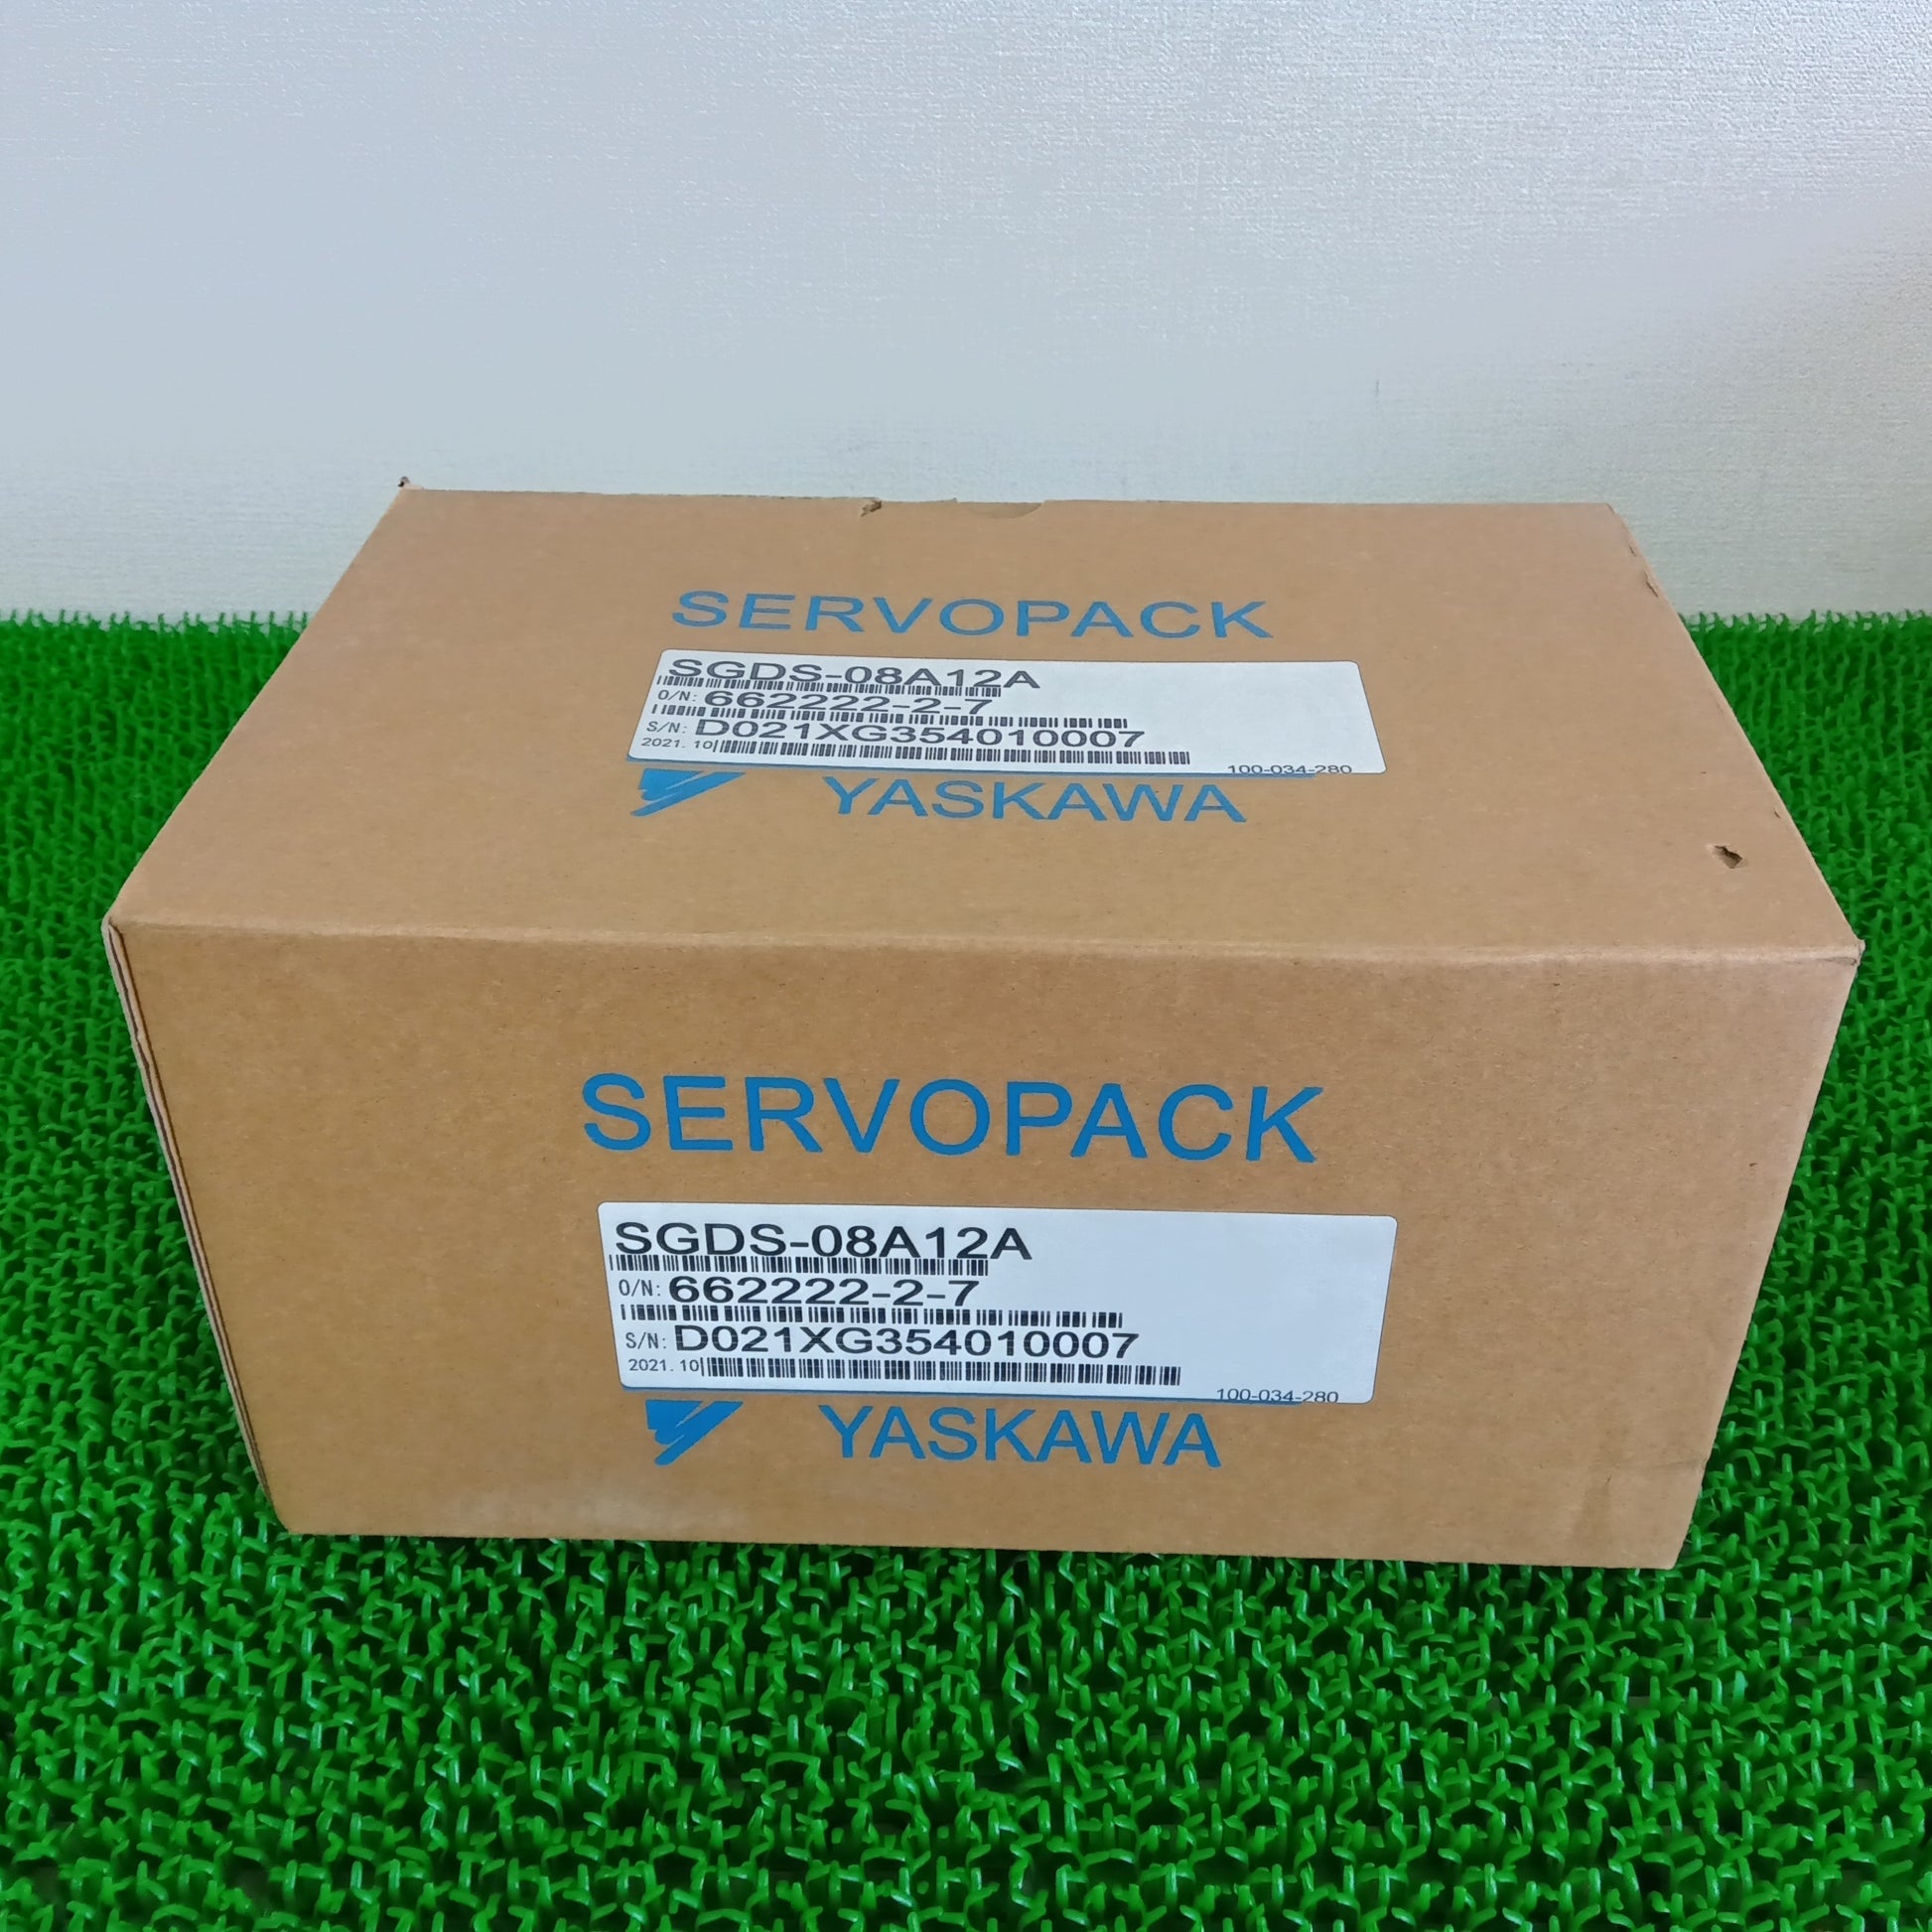 SERVOPACK
SGDS-08A12A
O/N: 662222-2-7
S/N: D021XG354010007
2021. 10
100-034-280
YASKAWA
SERVOPACK
SGDS-08A12A
O/N: 662222-2-7
S/N: D021XG354010007
2021. 10
100-034-280
YASKAWA